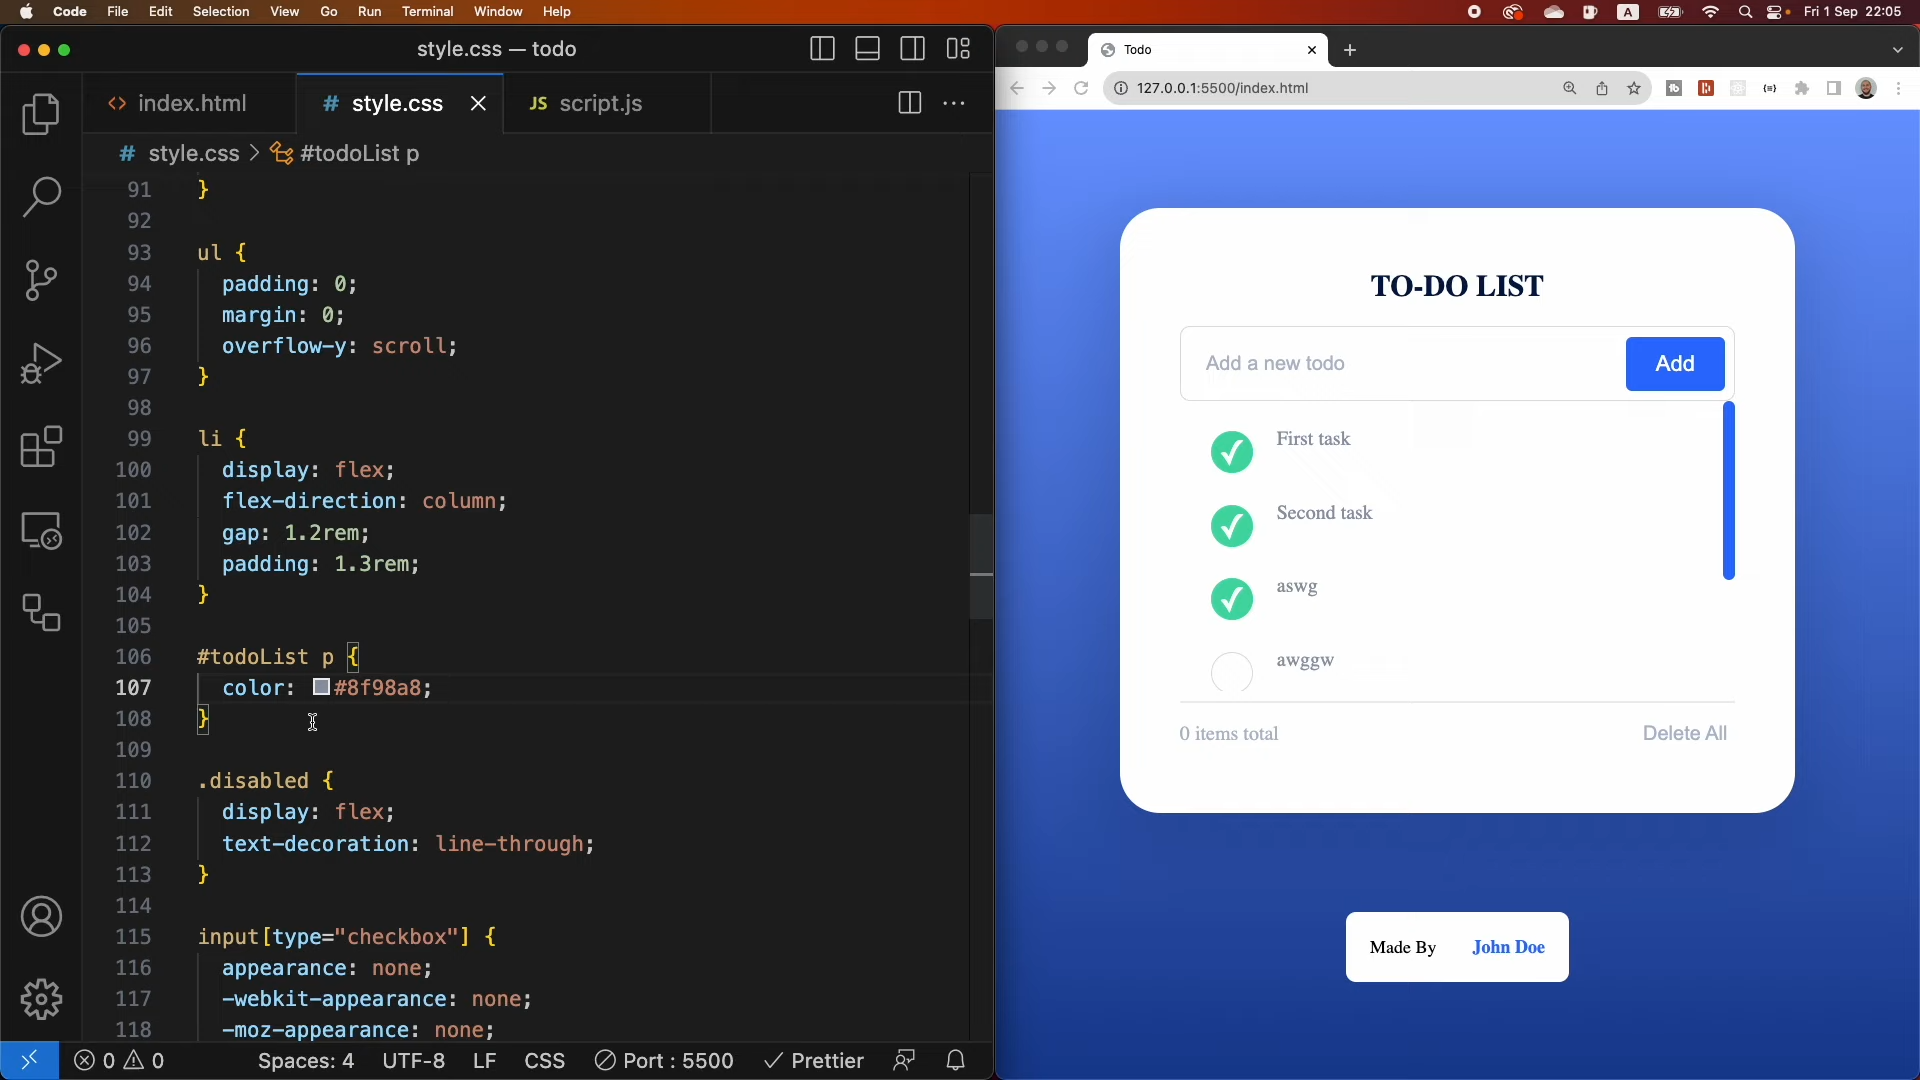 Code File Edit Selection View Go Run Terminal Window Help
A Fri 1 Sep 22:05
style.css — todo
<> index.html # style.css JS script.js
# style.css > #todoList p
91 }
92
93 ul {
94 padding: 0;
95 margin: 0;
96 overflow-y: scroll;
97 }
98
99 li {
100 display: flex;
101 flex-direction: column;
102 gap: 1.2rem;
103 padding: 1.3rem;
104 }
105
106 #todoList p {
107 color: #8f98a8;
108 }
109
110 .disabled {
111 display: flex;
112 text-decoration: line-through;
113 }
114
115 input[type="checkbox"] {
116 appearance: none;
117 -webkit-appearance: none;
118 -moz-appearance: none;
0 0 Spaces: 4 UTF-8 LF CSS Port : 5500 Prettier
Todo
127.0.0.1:5500/index.html
TO-DO LIST
Add a new todo
Add
First task
Second task
aswg
awggw
0 items total
Delete All
Made By John Doe